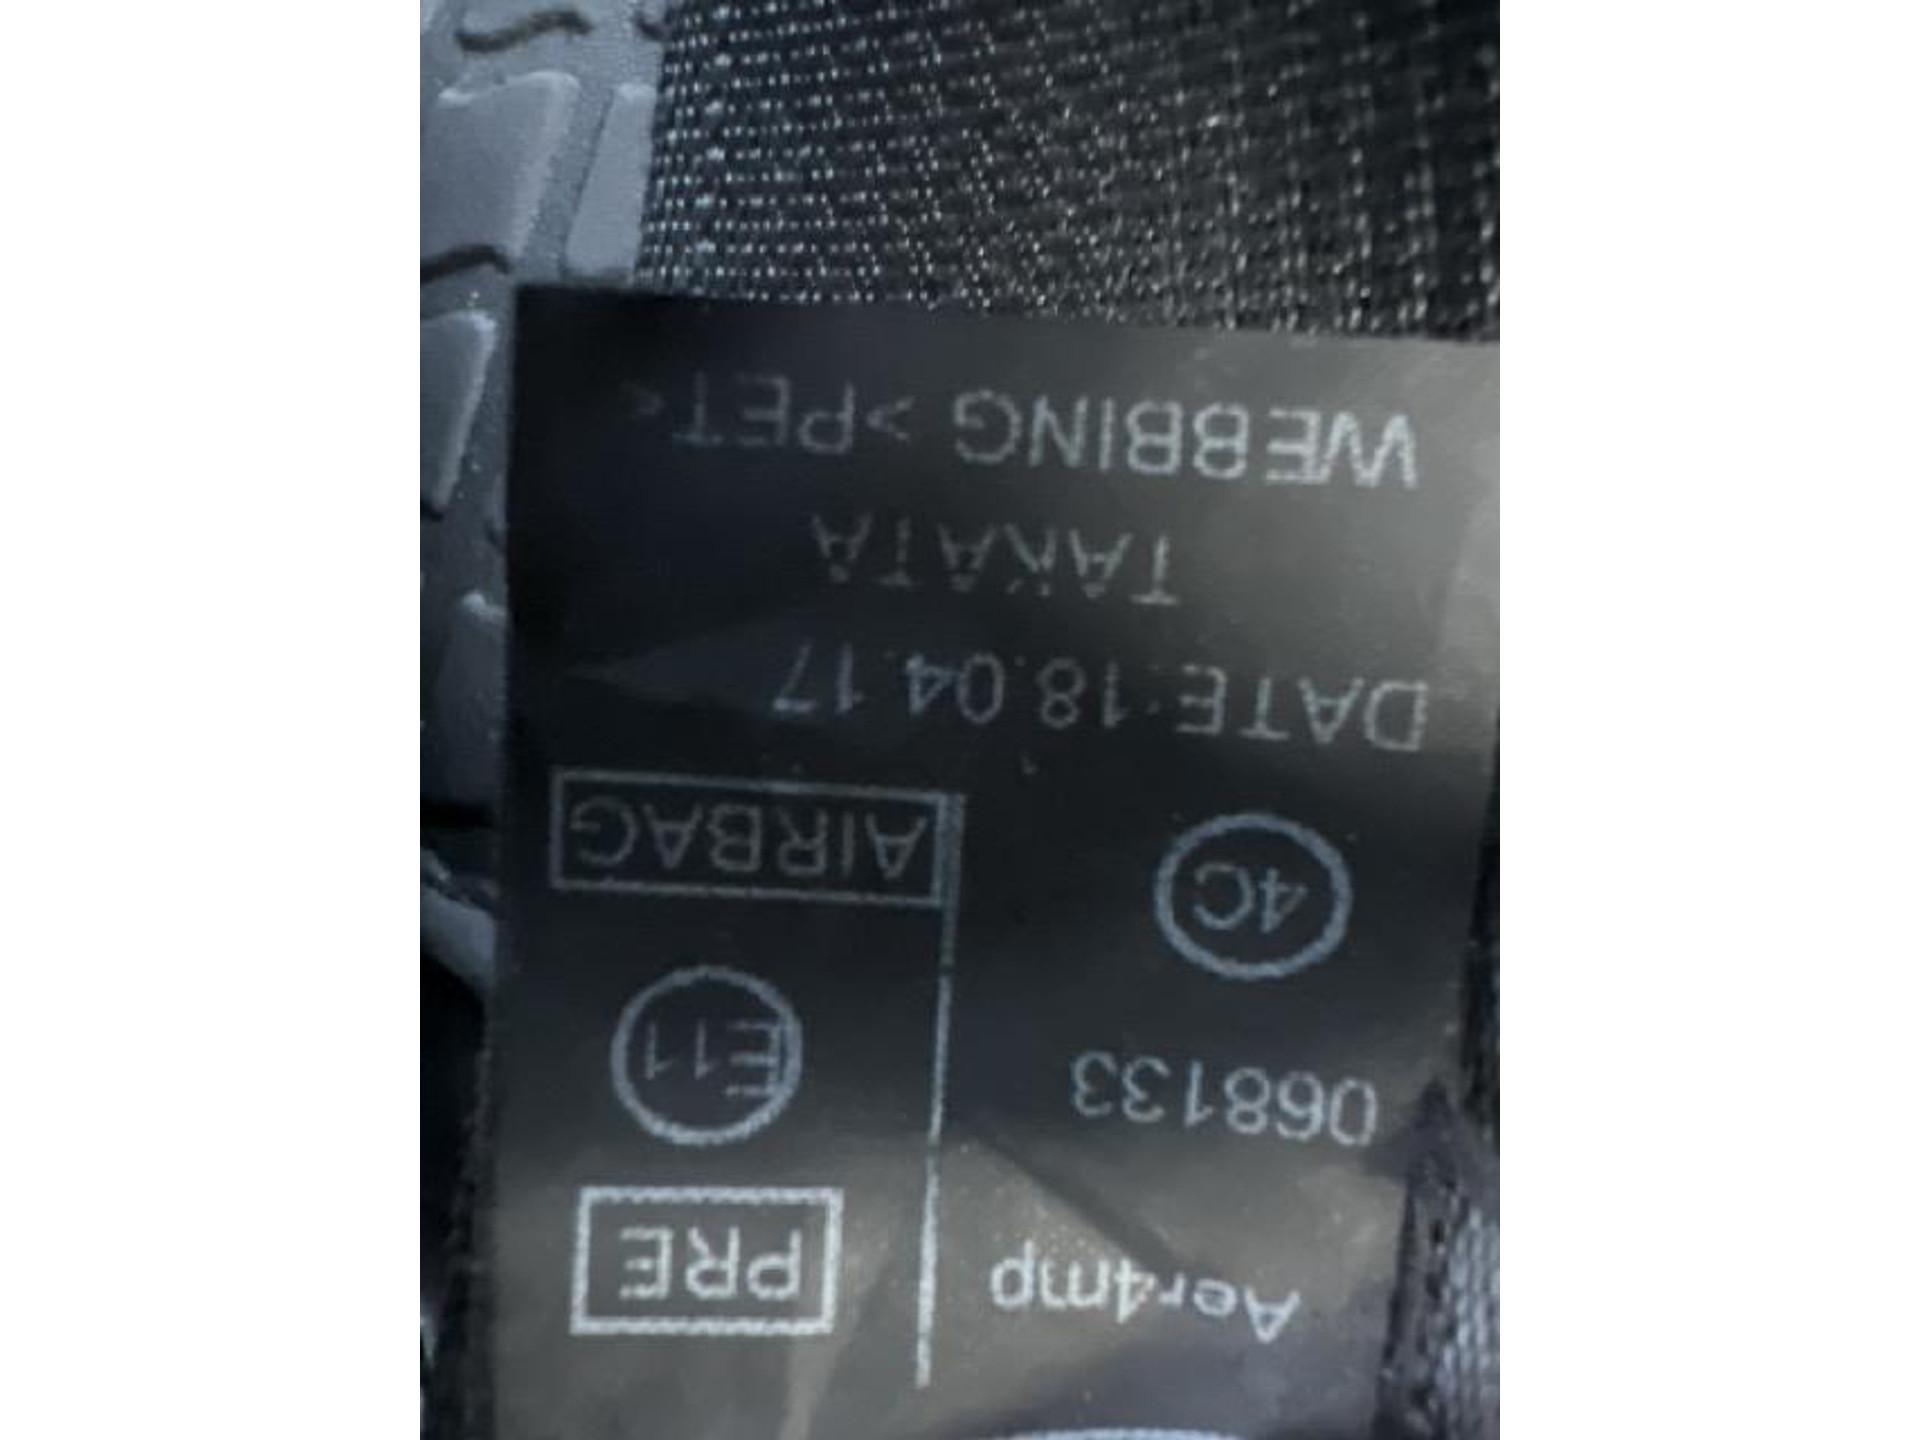 Aer4mp PRE
068133 E11
4C AIRBAG
DATE:18.04.17
TAKATA
WEBBING >PET<